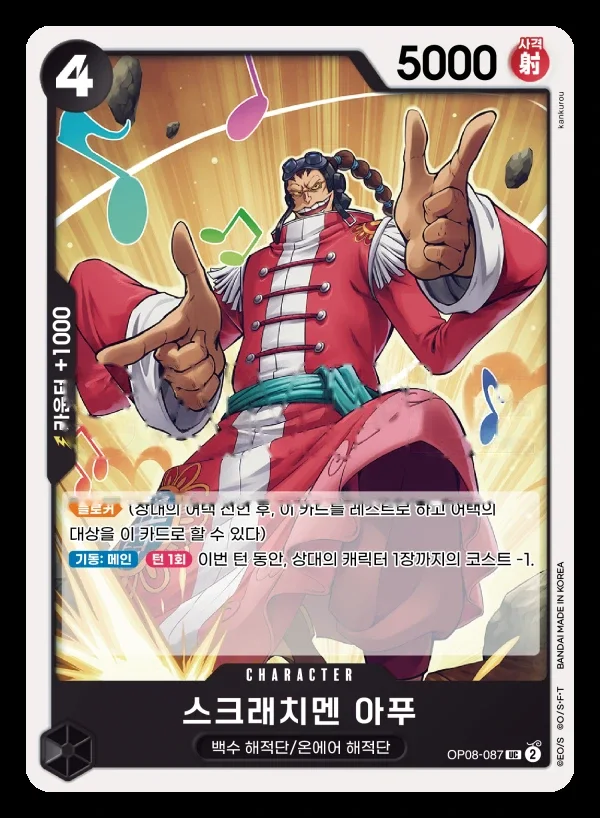 4
5000
사격
射
kankurou
카운터 +1000
블로커 (상대의 어택 선언 후, 이 카드를 레스트로 하고 어택의
대상을 이 카드로 할 수 있다)
기동: 메인 턴 1회 이번 턴 동안, 상대의 캐릭터 1장까지의 코스트 -1.
CHARACTER
스크래치멘 아푸
백수 해적단/온에어 해적단
OP08-087 UC 2
©EO/S ©O/S·F·T BANDAI MADE IN KOREA